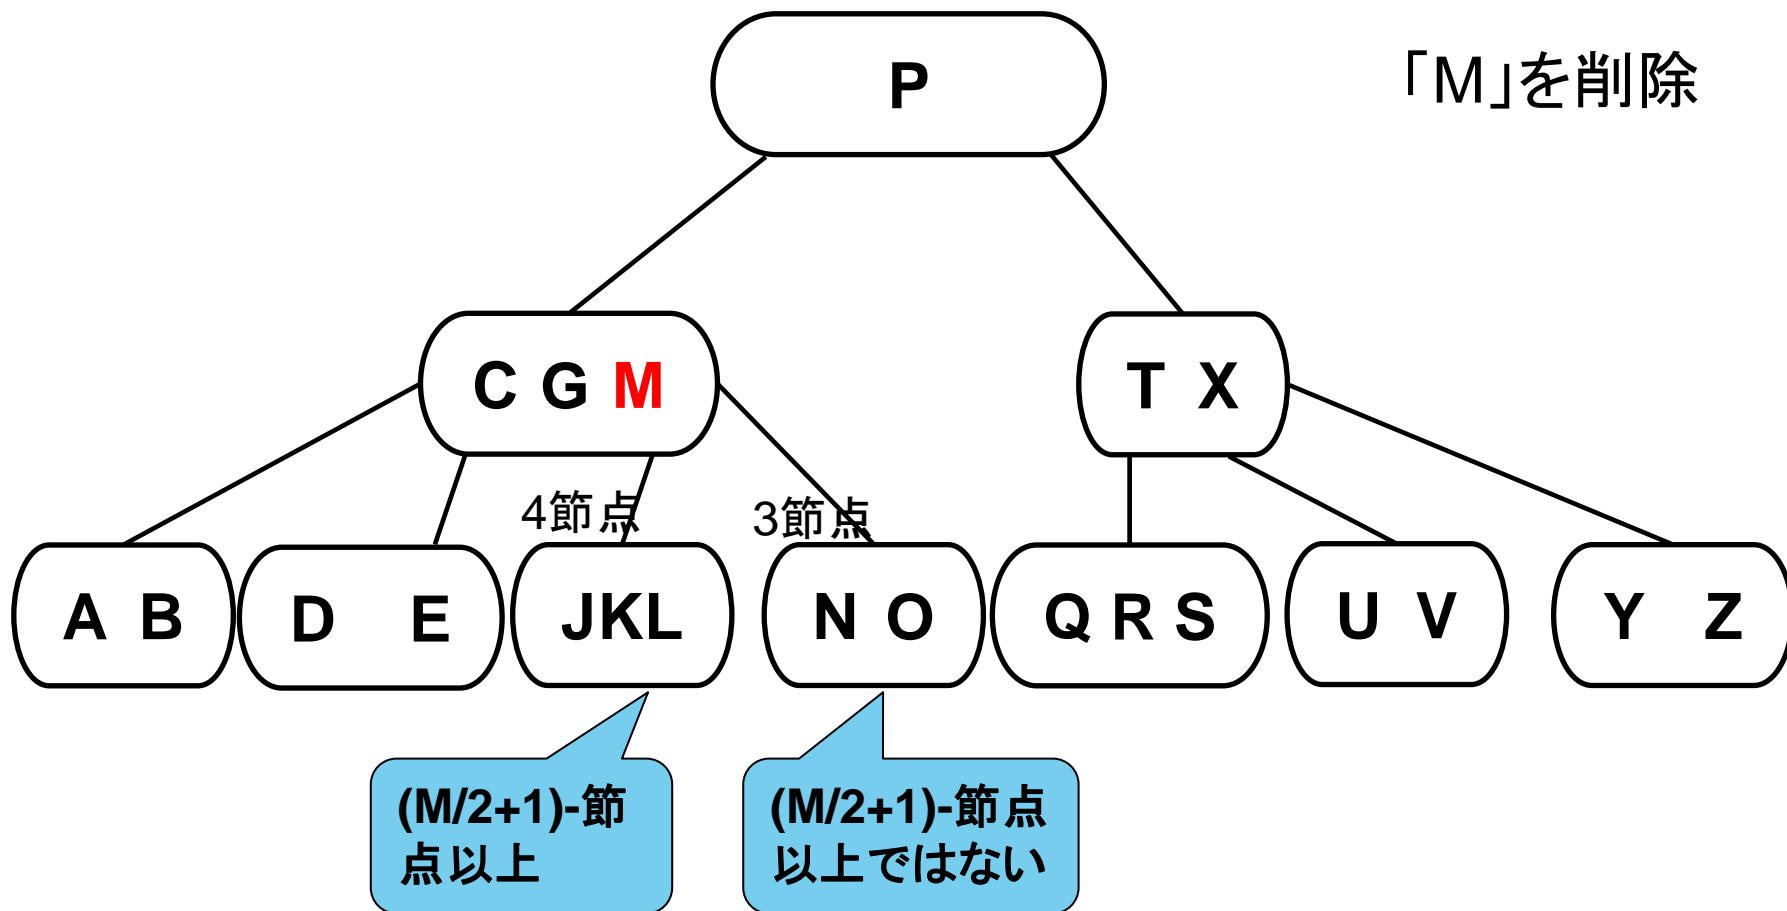 P
「M」を削除
C G M
T X
4節点
3節点
A B
D E
JKL
N O
Q R S
U V
Y Z
(M/2+1)-節
点以上
(M/2+1)-節点
以上ではない